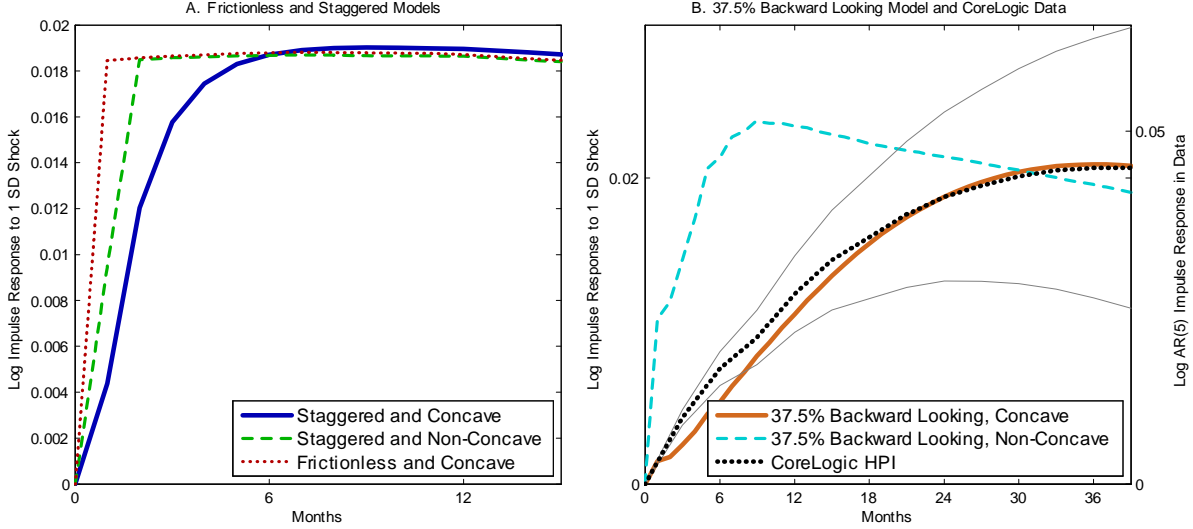 A. Frictionless and Staggered Models
0.02
0.018
0.016
0.014
0.012
0.01
0.008
0.006
0.004
0.002
0
Log Impulse Response to 1 SD Shock
Staggered and Concave
Staggered and Non-Concave
Frictionless and Concave
0
6
12
Months
B. 37.5% Backward Looking Model and CoreLogic Data
0.02
0
Log Impulse Response to 1 SD Shock
0.05
0
Log AR(5) Impulse Response in Data
37.5% Backward Looking, Concave
37.5% Backward Looking, Non-Concave
CoreLogic HPI
0
6
12
18
24
30
36
Months